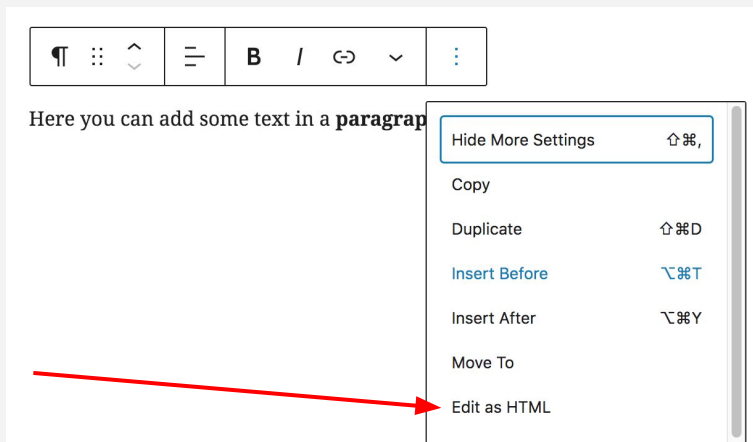 B I
Here you can add some text in a paragrap
Hide More Settings ⇧⌘,
Copy
Duplicate ⇧⌘D
Insert Before ⌥⌘T
Insert After ⌥⌘Y
Move To
Edit as HTML